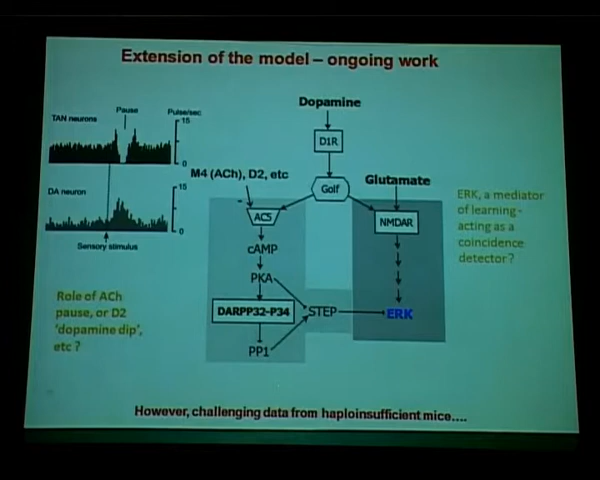 Extension of the model – ongoing work
TAN neurons
Pause
Pulse/sec
15
0
DA neuron
15
0
Sensory stimulus
Dopamine
D1R
M4 (ACh), D2, etc
Golf
Glutamate
AC5
NMDAR
cAMP
PKA
DARPP32-P34
STEP
ERK
PP1
ERK, a mediator
of learning -
acting as a
coincidence
detector?
Role of ACh
pause, or D2
'dopamine dip',
etc ?
However, challenging data from haploinsufficient mice....